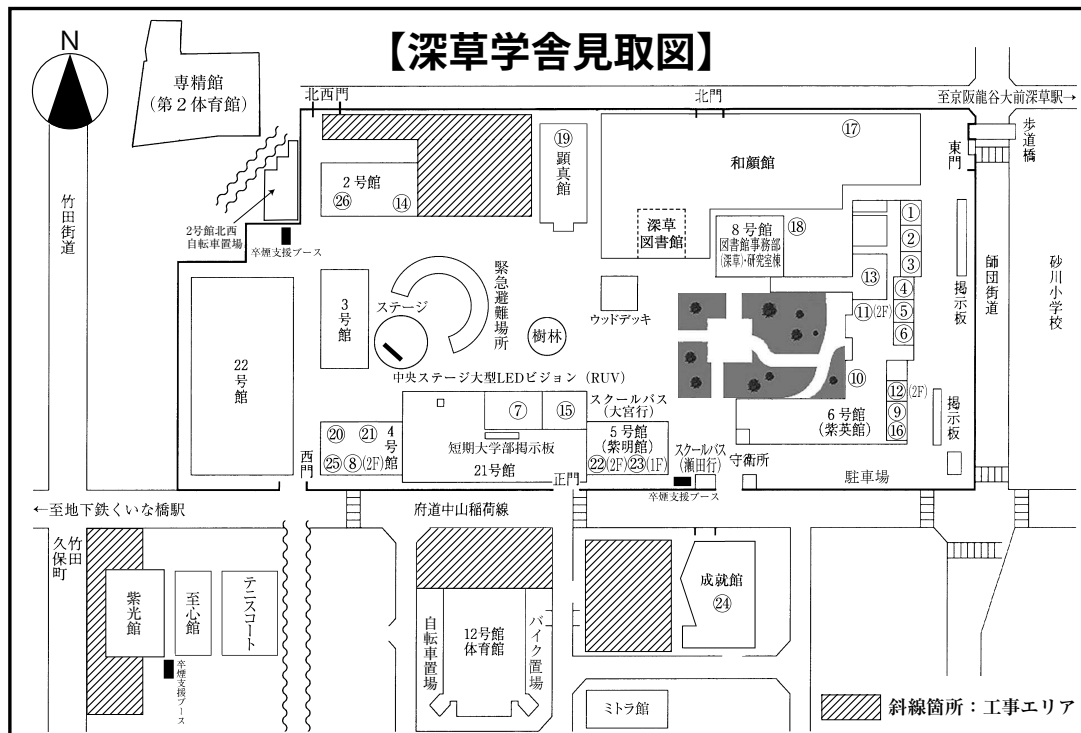 【深草学舎見取図】
N
専精館
(第2体育館)
北西門
北門
至京阪龍谷大前深草駅→
歩道橋
東門
⑲
顕真館
⑰
和顔館
2号館
㉖
⑭
深草
図書館
8号館
図書館事務部
(深草)・研究室棟
⑱
①
②
③
④
⑤
⑥
⑬
⑪(2F)
掲示板
師団街道
砂川小学校
竹田街道
2号館北西
自転車置場
卒煙支援ブース
緊急避難場所
3号館
ステージ
樹林
ウッドデッキ
22号館
中央ステージ大型LEDビジョン(RUV)
⑩
⑫(2F)
⑨
⑯
6号館
(紫英館)
掲示板
⑦
⑮
スクールバス
(大宮行)
⑳
㉑
4号館
㉕
⑧(2F)
短期大学部掲示板
21号館
5号館
(紫明館)
㉒(2F)㉓(1F)
スクールバス
(瀬田行)
守衛所
駐車場
西門
正門
卒煙支援ブース
←至地下鉄くいな橋駅
府道中山稲荷線
竹田
久保町
紫光館
至心館
テニスコート
卒煙支援ブース
自転車置場
12号館
体育館
バイク置場
成就館
㉔
ミトラ館
斜線箇所:工事エリア